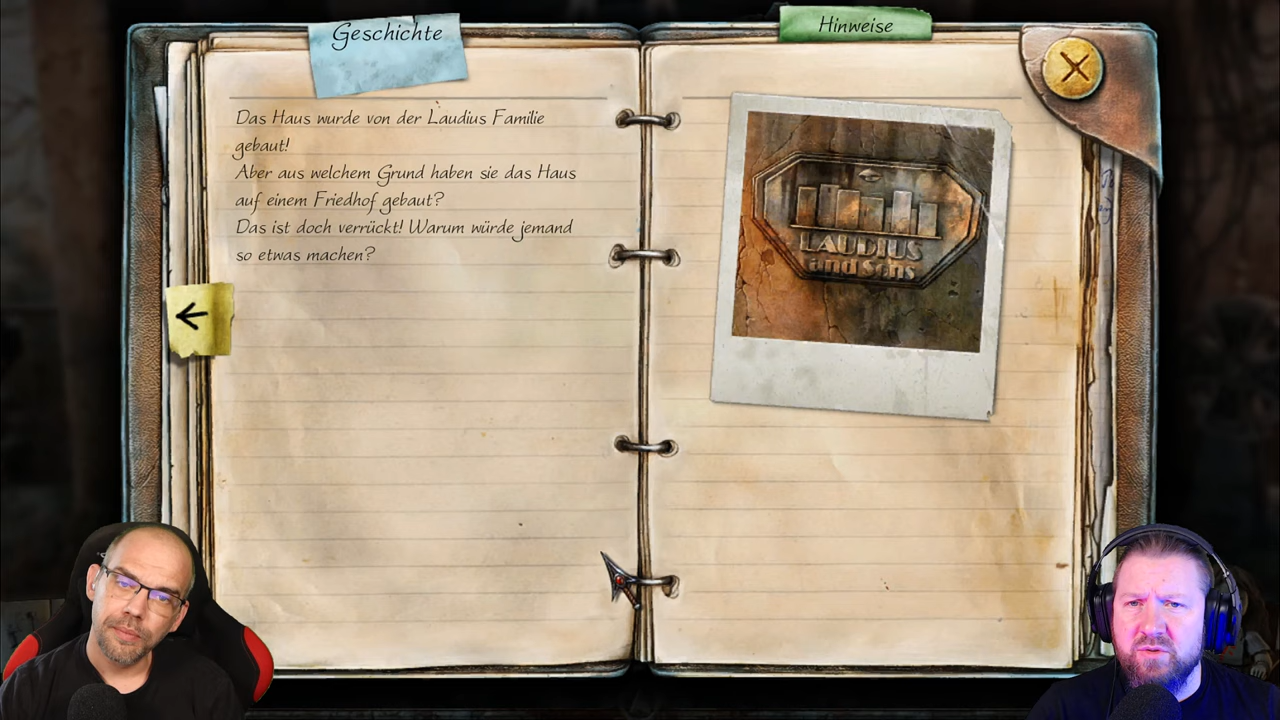 Geschichte
Das Haus wurde von der Laudius Familie
gebaut!
Aber aus welchem Grund haben sie das Haus
auf einem Friedhof gebaut?
Das ist doch verrückt! Warum würde jemand
so etwas machen?
Hinweise
LAUDIUS
and Sons